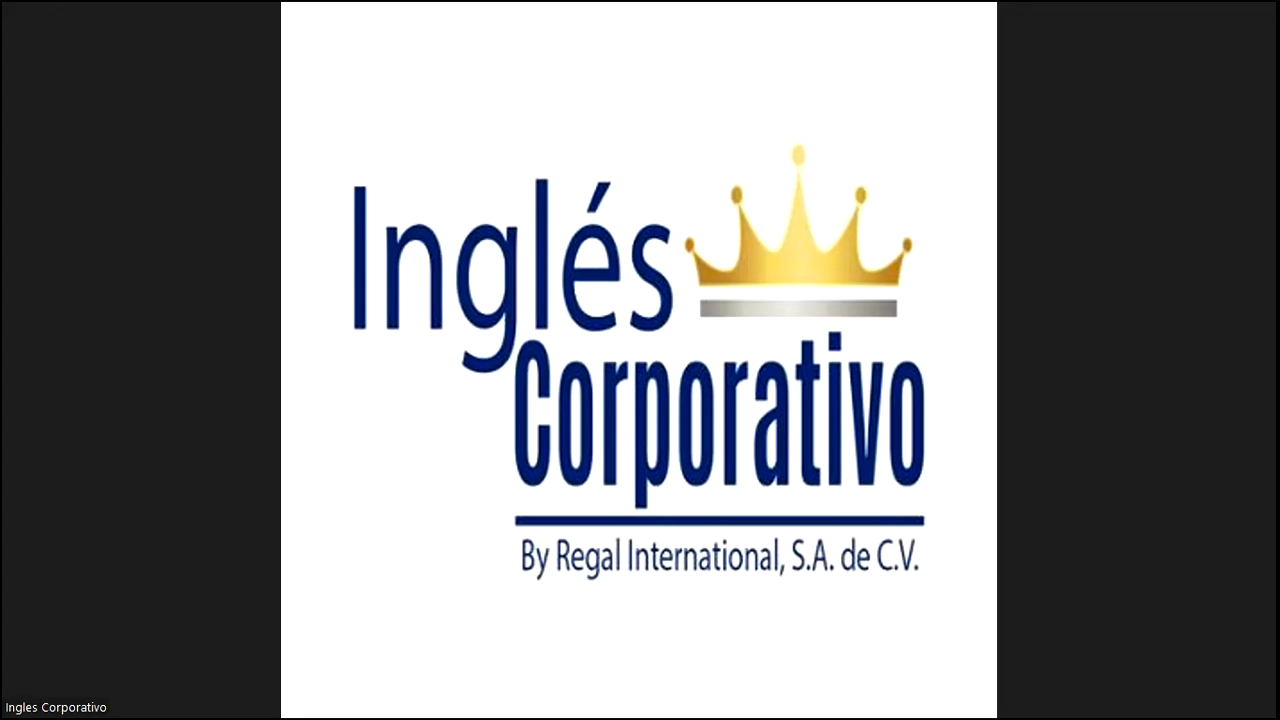 Inglés
Corporativo
By Regal International, S.A. de C.V.
Ingles Corporativo